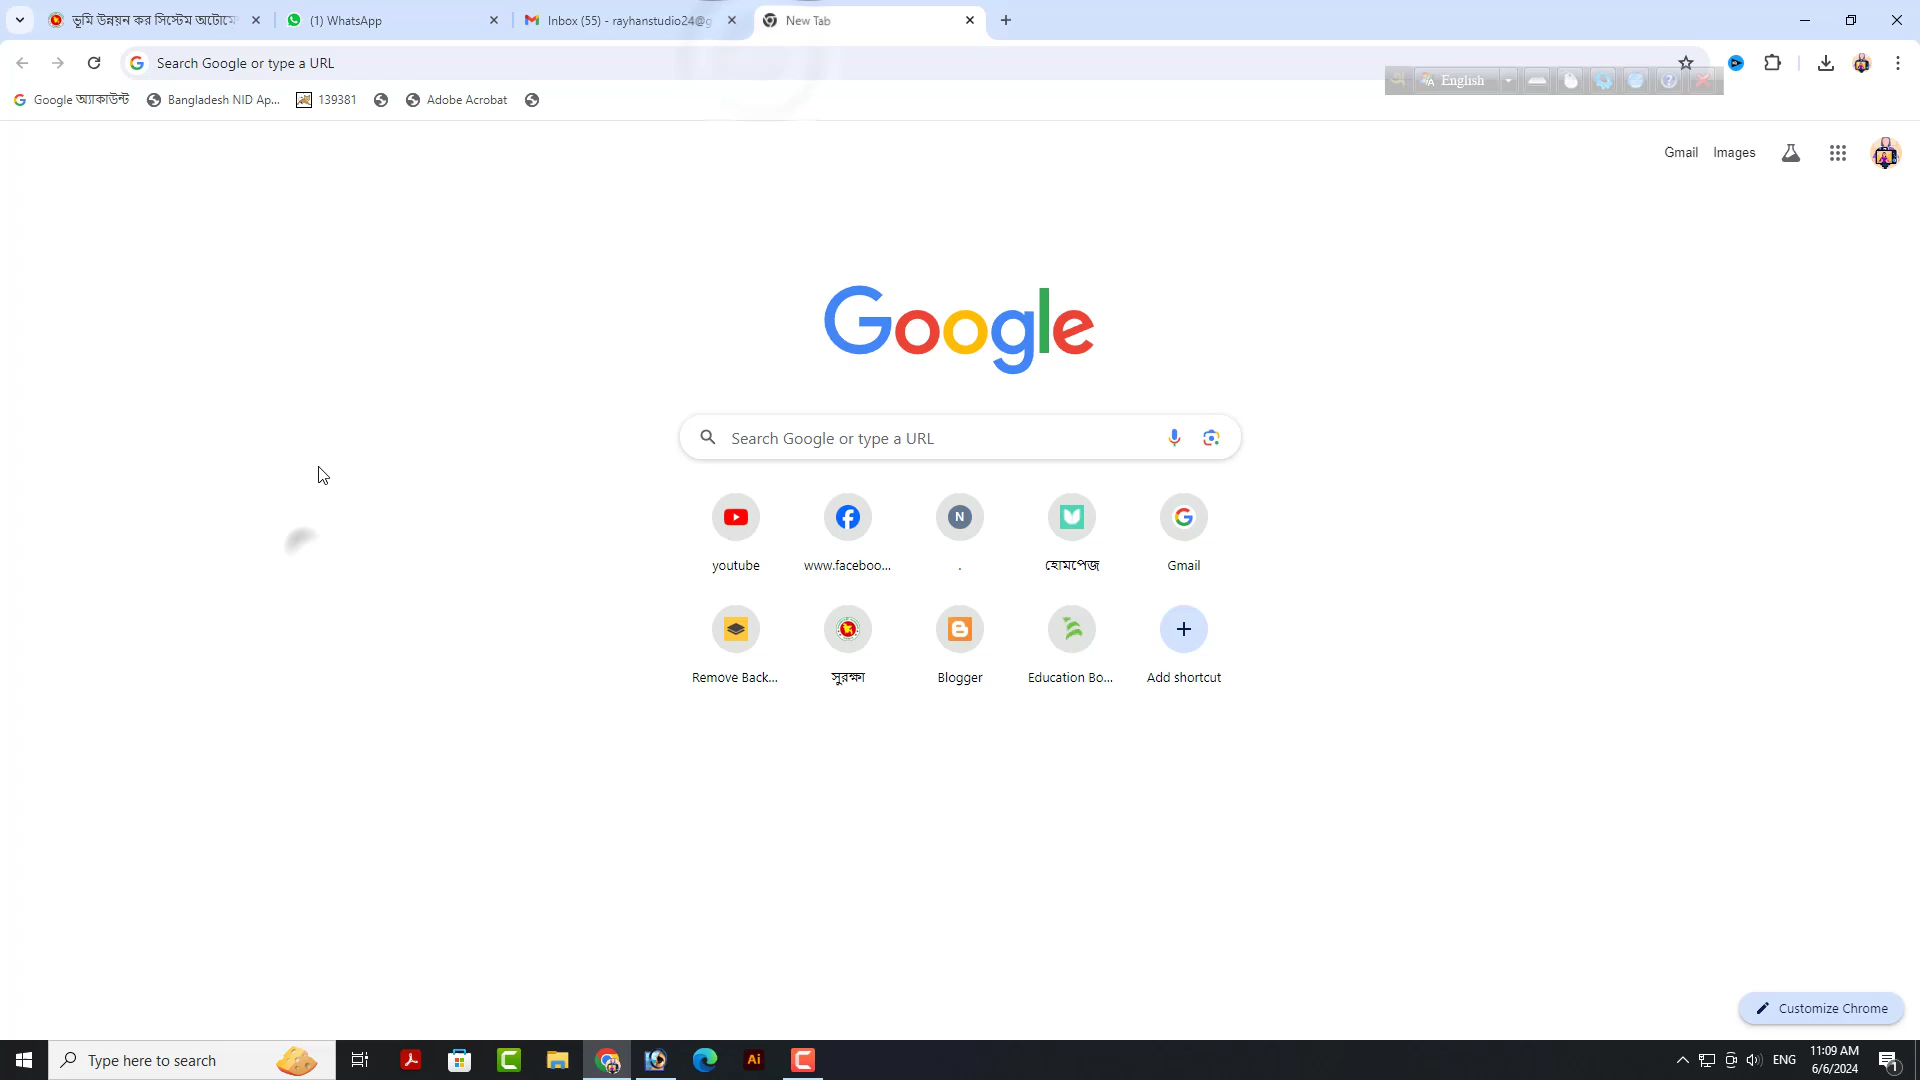 ভূমি উন্নয়ন কর সিস্টেম অটোমে
(1) WhatsApp
Inbox (55) - rayhanstudio24@g
New Tab
Search Google or type a URL
English
Google অ্যাকাউন্ট
Bangladesh NID Ap...
139381
Adobe Acrobat
Gmail
Images
Google
Search Google or type a URL
youtube
www.faceboo...
N
.
হোমপেজ
Gmail
Remove Back...
সুরক্ষা
Blogger
Education Bo...
Add shortcut
Customize Chrome
Type here to search
Ai
ENG
11:09 AM
6/6/2024
1